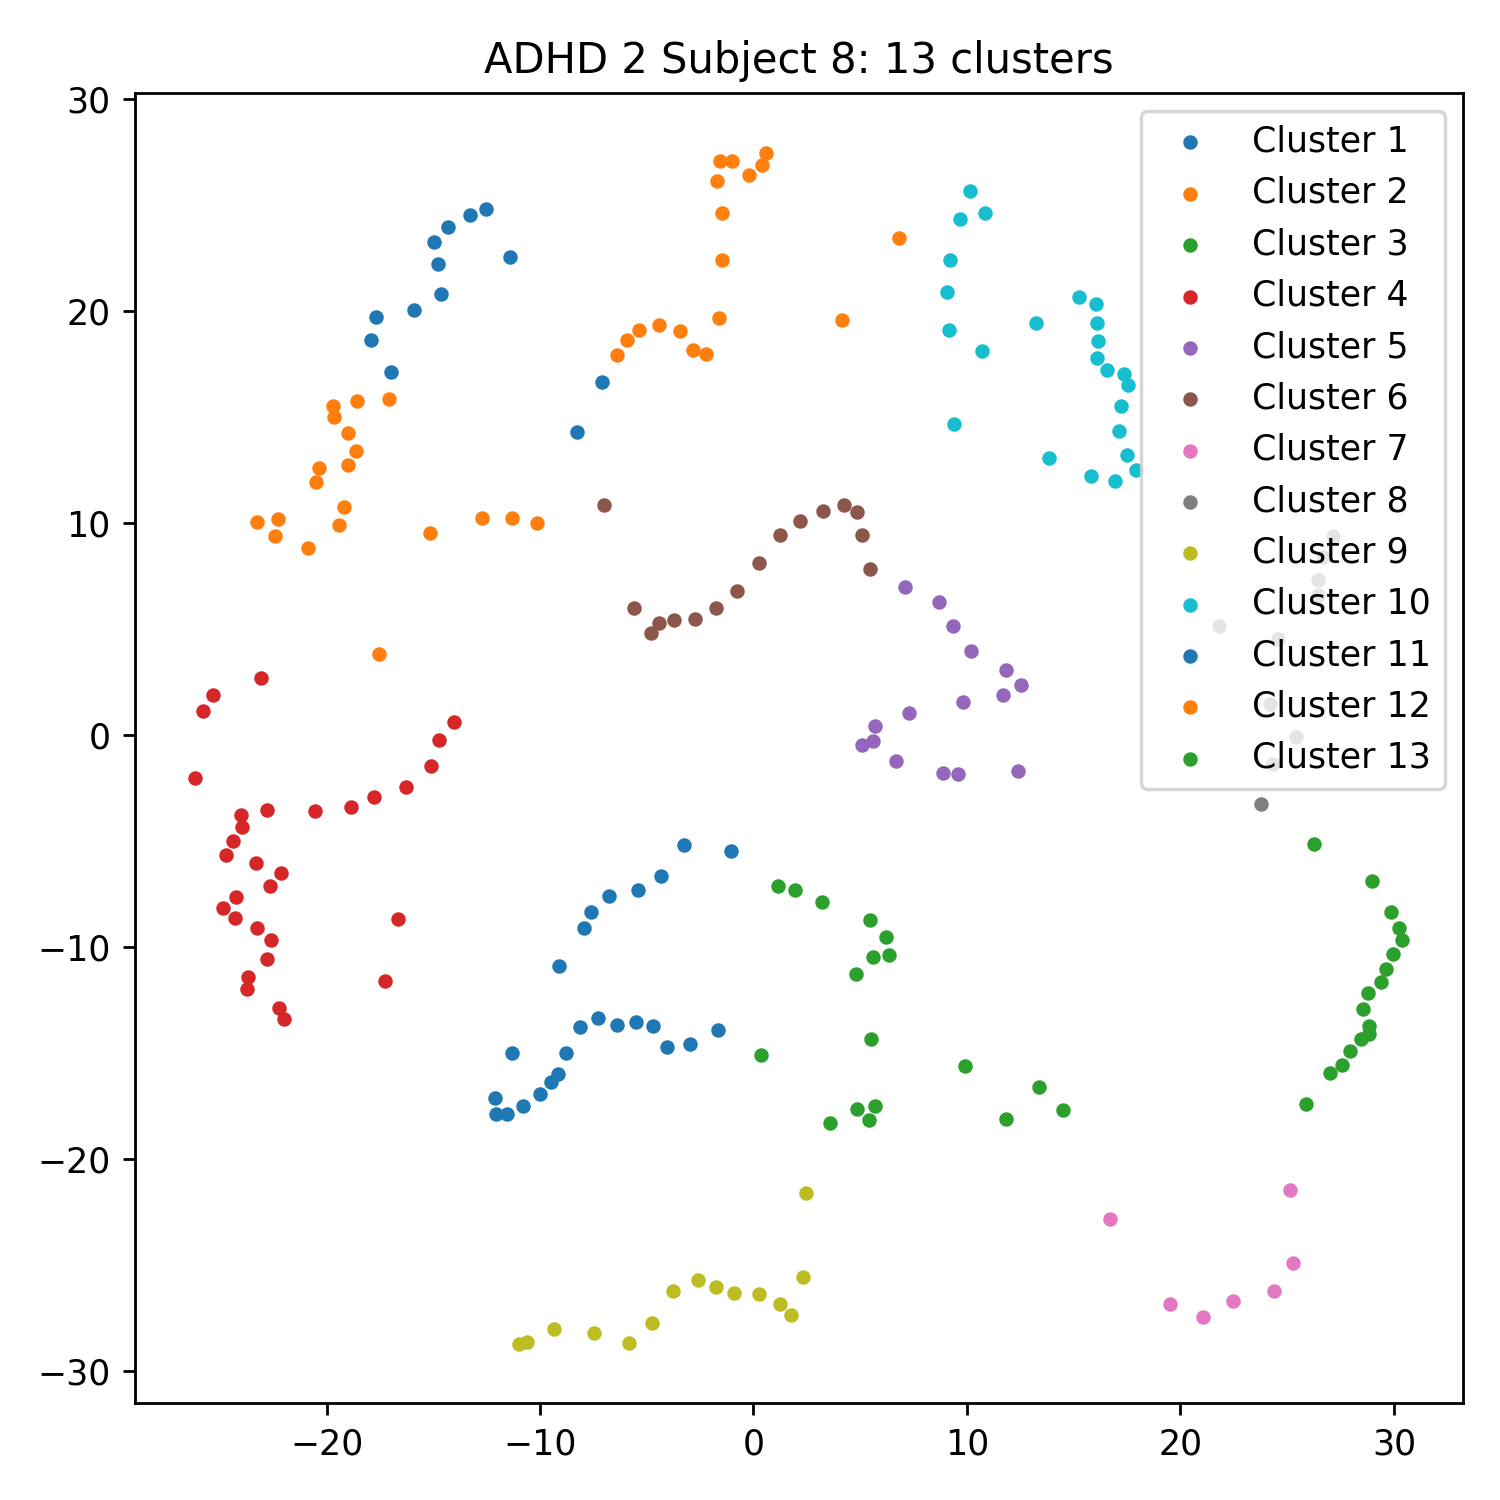 ADHD 2 Subject 8: 13 clusters
30
20
10
0
−10
−20
−30
−20
−10
0
10
20
30
Cluster 1
Cluster 2
Cluster 3
Cluster 4
Cluster 5
Cluster 6
Cluster 7
Cluster 8
Cluster 9
Cluster 10
Cluster 11
Cluster 12
Cluster 13